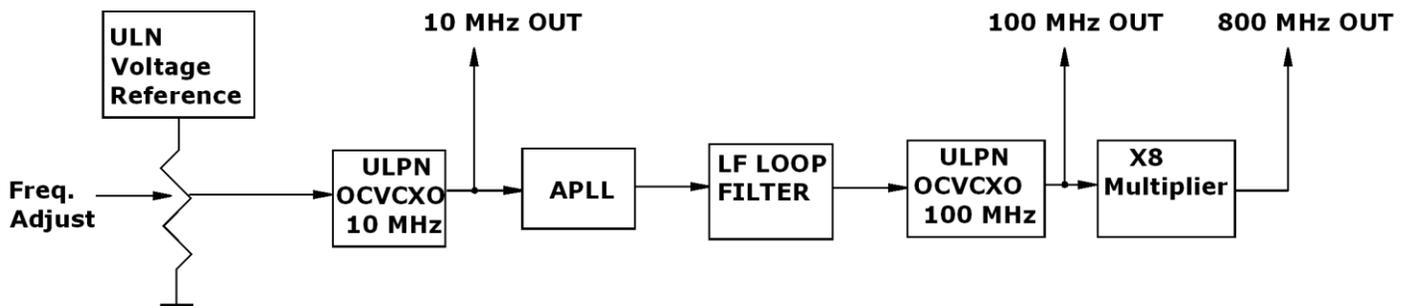 10 MHz OUT
100 MHz OUT
800 MHz OUT
ULN
Voltage
Reference
Freq.
Adjust
ULPN
OCVCXO
10 MHz
APLL
LF LOOP
FILTER
ULPN
OCVCXO
100 MHz
X8
Multiplier